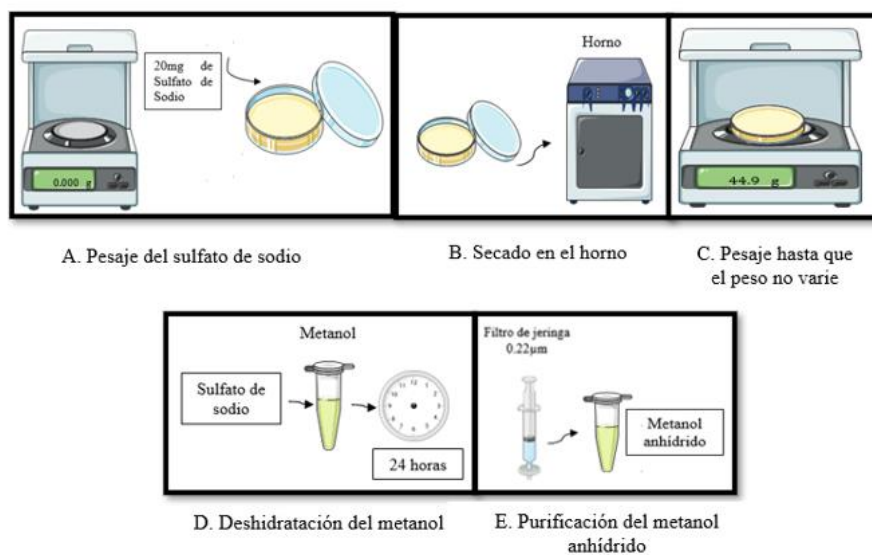 20mg de
Sulfato de
Sodio
0.000 g
Horno
44.9 g
A. Pesaje del sulfato de sodio
B. Secado en el horno
C. Pesaje hasta que
el peso no varie
Metanol
Sulfato de
sodio
24 horas
Filtro de jeringa
0.22µm
Metanol
anhídrido
D. Deshidratación del metanol
E. Purificación del metanol
anhídrido